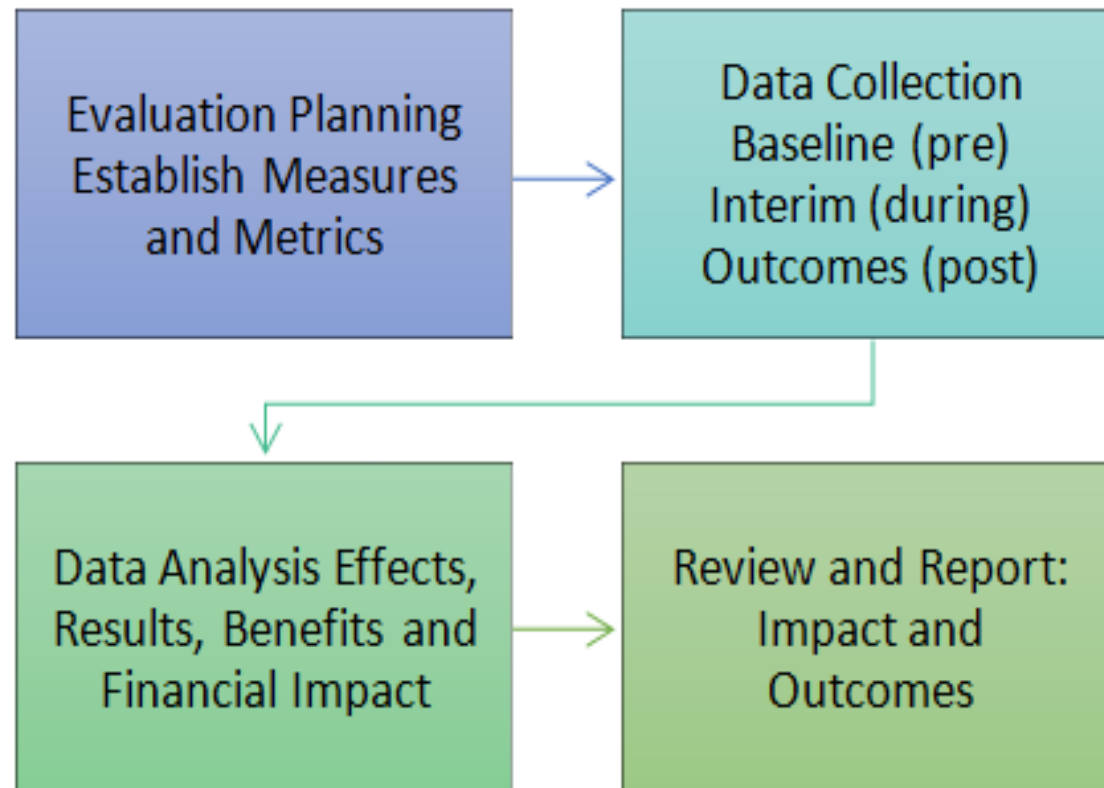 Evaluation Planning
Establish Measures
and Metrics
Data Collection
Baseline (pre)
Interim (during)
Outcomes (post)
Data Analysis Effects,
Results, Benefits and
Financial Impact
Review and Report:
Impact and
Outcomes